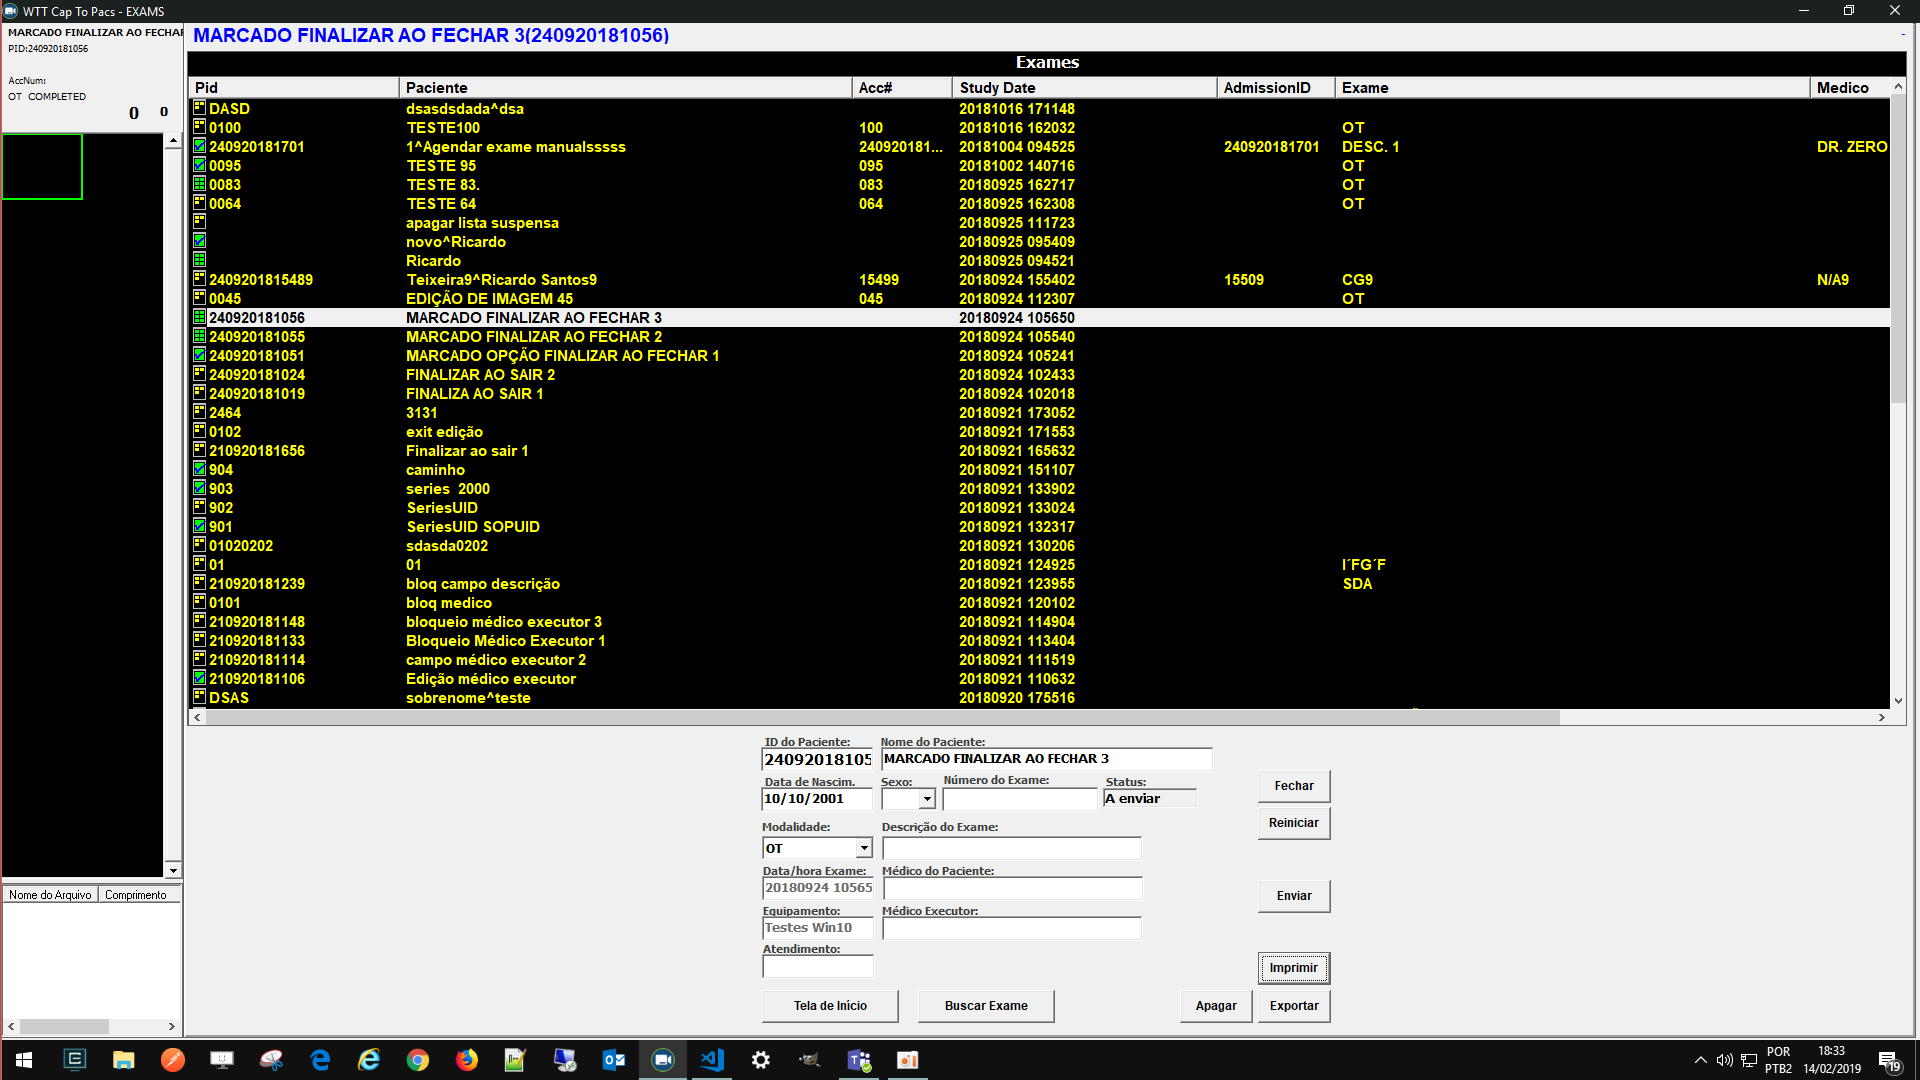 WTT Cap To Pacs - EXAMS
MARCADO FINALIZAR AO FECHAR
PID:240920181056
AccNum:
OT COMPLETED
0 0
Nome do Arquivo Comprimento
MARCADO FINALIZAR AO FECHAR 3(240920181056)
Exames
Pid Paciente Acc# Study Date AdmissionID Exame Medico
DASD dsasdsdada^dsa 20181016 171148
0100 TESTE100 100 20181016 162032 OT
240920181701 1^Agendar exame manualsssss 240920181... 20181004 094525 240920181701 DESC. 1 DR. ZERO
0095 TESTE 95 095 20181002 140716 OT
0083 TESTE 83. 083 20180925 162717 OT
0064 TESTE 64 064 20180925 162308 OT
apagar lista suspensa 20180925 111723
novo^Ricardo 20180925 095409
Ricardo 20180925 094521
2409201815489 Teixeira9^Ricardo Santos9 15499 20180924 155402 15509 CG9 N/A9
0045 EDIÇÃO DE IMAGEM 45 045 20180924 112307 OT
240920181056 MARCADO FINALIZAR AO FECHAR 3 20180924 105650
240920181055 MARCADO FINALIZAR AO FECHAR 2 20180924 105540
240920181051 MARCADO OPÇÃO FINALIZAR AO FECHAR 1 20180924 105241
240920181024 FINALIZAR AO SAIR 2 20180924 102433
240920181019 FINALIZA AO SAIR 1 20180924 102018
2464 3131 20180921 173052
0102 exit edição 20180921 171553
210920181656 Finalizar ao sair 1 20180921 165632
904 caminho 20180921 151107
903 series 2000 20180921 133902
902 SeriesUID 20180921 133024
901 SeriesUID SOPUID 20180921 132317
01020202 sdasda0202 20180921 130206
01 01 20180921 124925 I´FG´F
210920181239 bloq campo descrição 20180921 123955 SDA
0101 bloq medico 20180921 120102
210920181148 bloqueio médico executor 3 20180921 114904
210920181133 Bloqueio Médico Executor 1 20180921 113404
210920181114 campo médico executor 2 20180921 111519
210920181106 Edição médico executor 20180921 110632
DSAS sobrenome^teste 20180920 175516
ID do Paciente: Nome do Paciente:
24092018105 MARCADO FINALIZAR AO FECHAR 3
Data de Nascim. Sexo: Número do Exame: Status:
10/10/2001 A enviar
Modalidade: Descrição do Exame:
OT
Data/hora Exame: Médico do Paciente:
20180924 10565
Equipamento: Médico Executor:
Testes Win10
Atendimento:
Fechar
Reiniciar
Enviar
Imprimir
Tela de Início Buscar Exame Apagar Exportar
POR 18:33
PTB2 14/02/2019 19